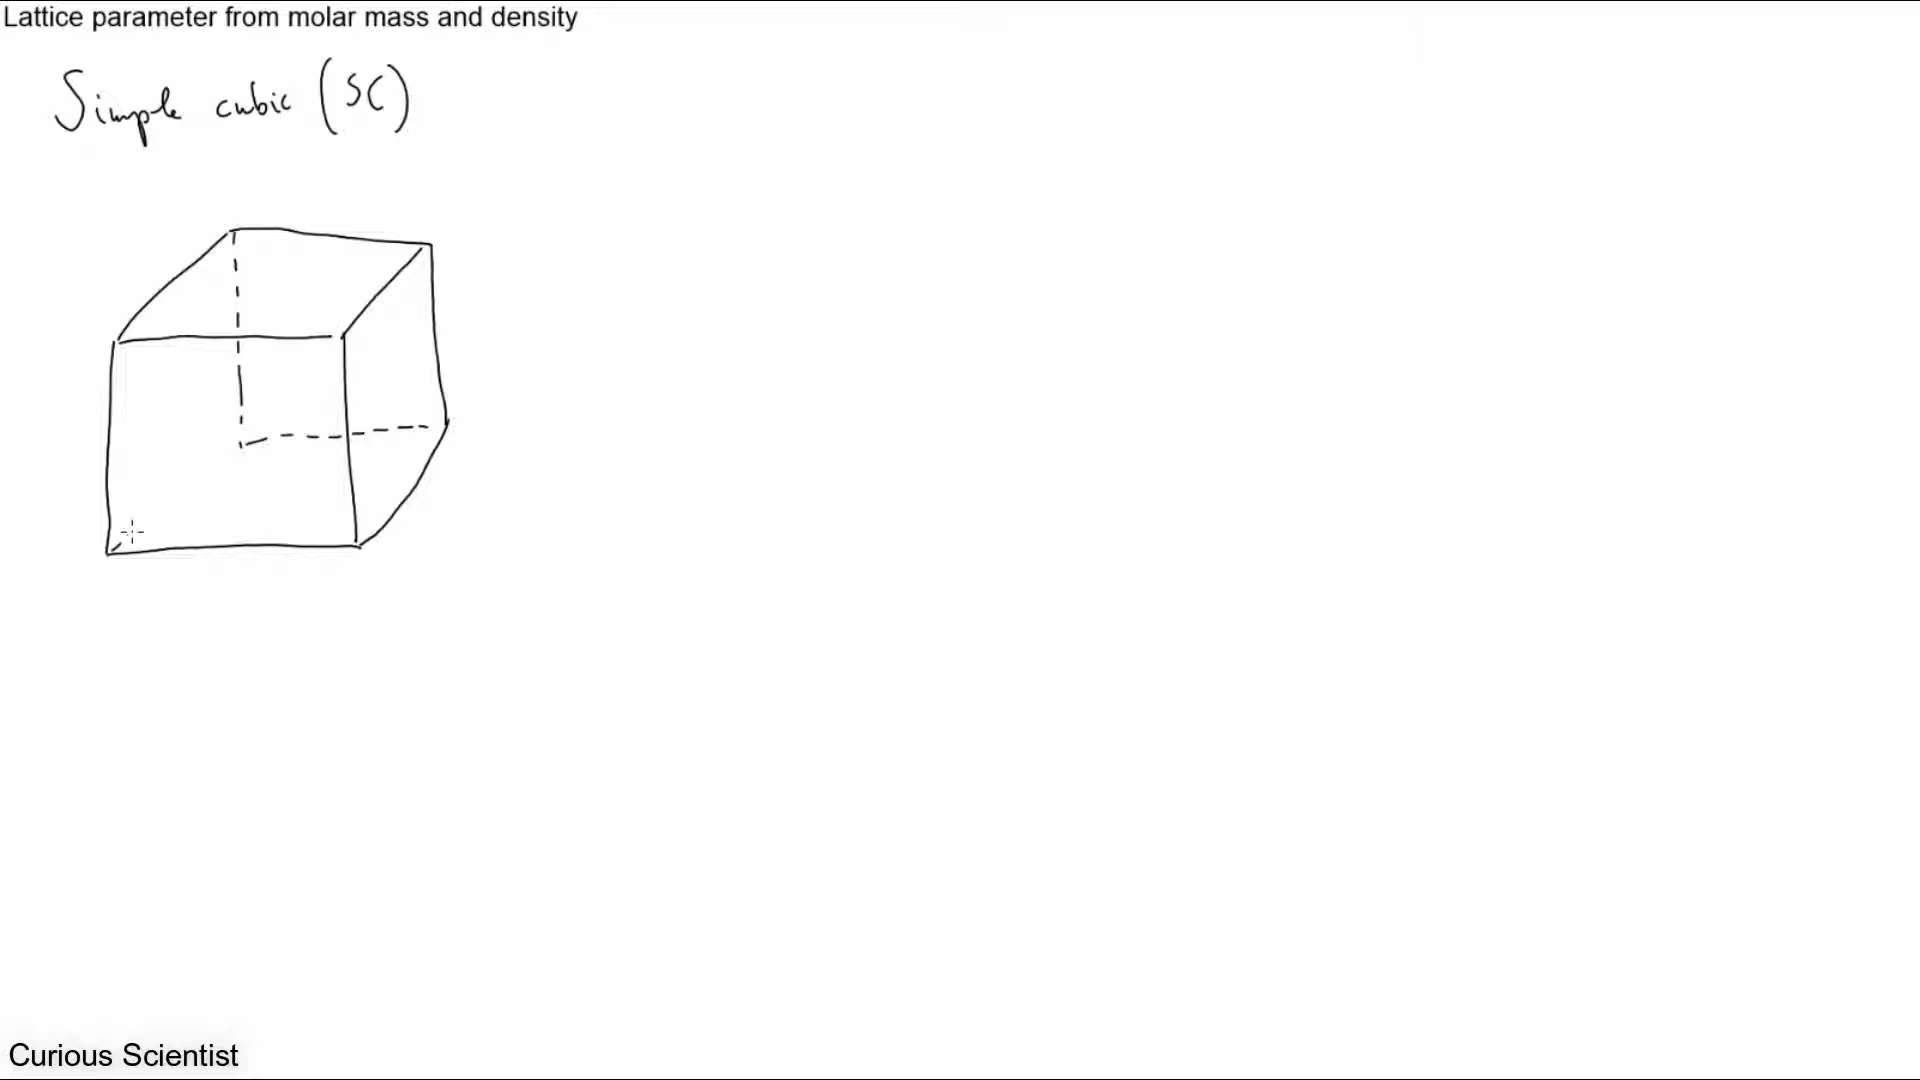 Lattice parameter from molar mass and density
Simple cubic (SC)
Curious Scientist